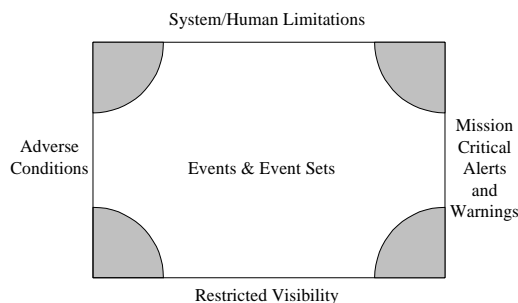 System/Human Limitations
Adverse
Conditions
Events & Event Sets
Mission
Critical
Alerts
and
Warnings
Restricted Visibility